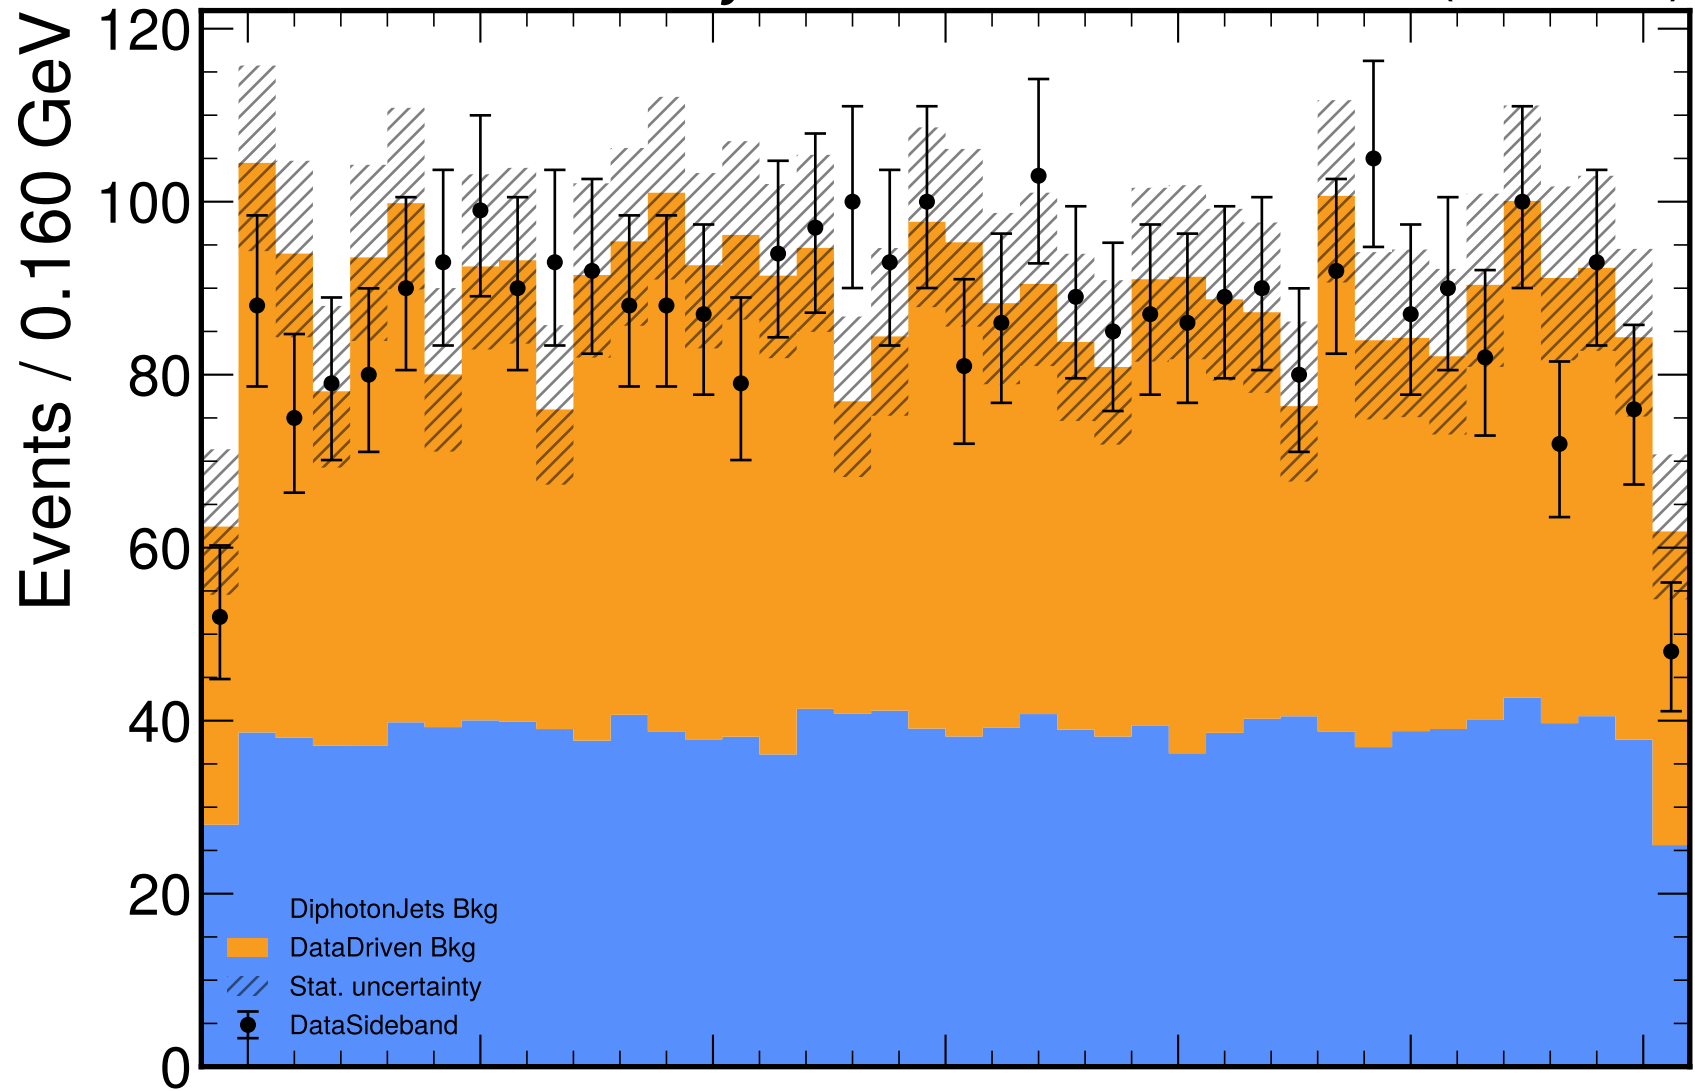 Events / 0.160 GeV
120
100
80
60
40
20
0
DiphotonJets Bkg
DataDriven Bkg
Stat. uncertainty
DataSideband